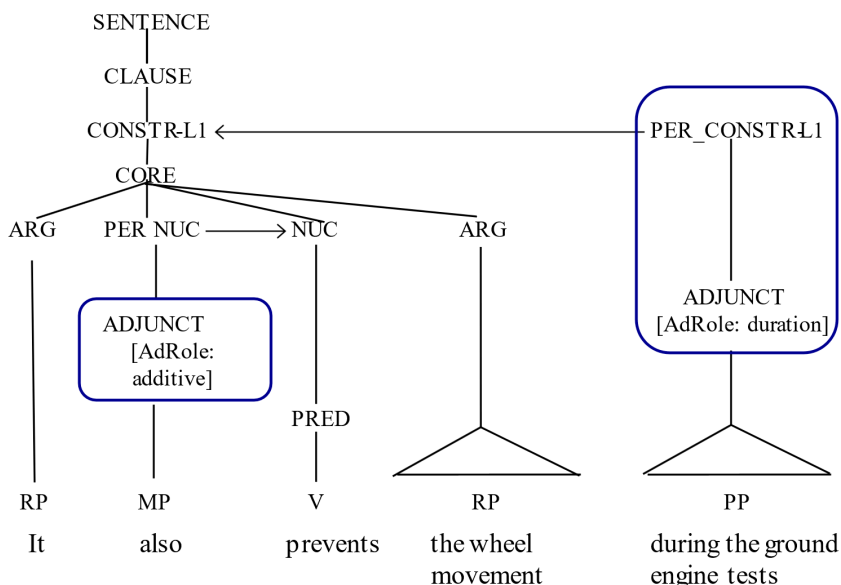 SENTENCE
CLAUSE
CONSTR-L1 PER_CONSTR-L1
CORE
ARG PER NUC NUC ARG
ADJUNCT
[AdRole: duration]
ADJUNCT
[AdRole:
additive]
PRED
RP MP V RP PP
It also prevents the wheel during the ground
movement engine tests